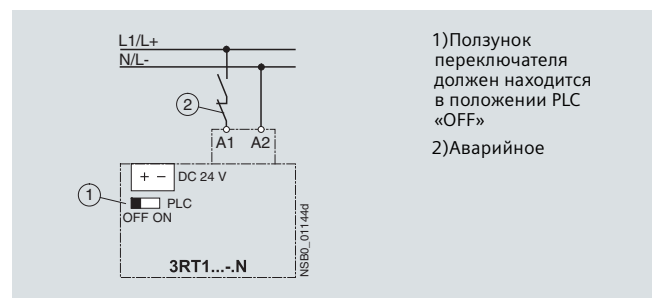 L1/L+
N/L-
2
A1 A2
+ − DC 24 V
1
PLC
OFF ON
3RT1...-.N
NSB0_01144d
1)Ползунок
переключателя
должен находится
в положении PLC
«OFF»
2)Аварийное